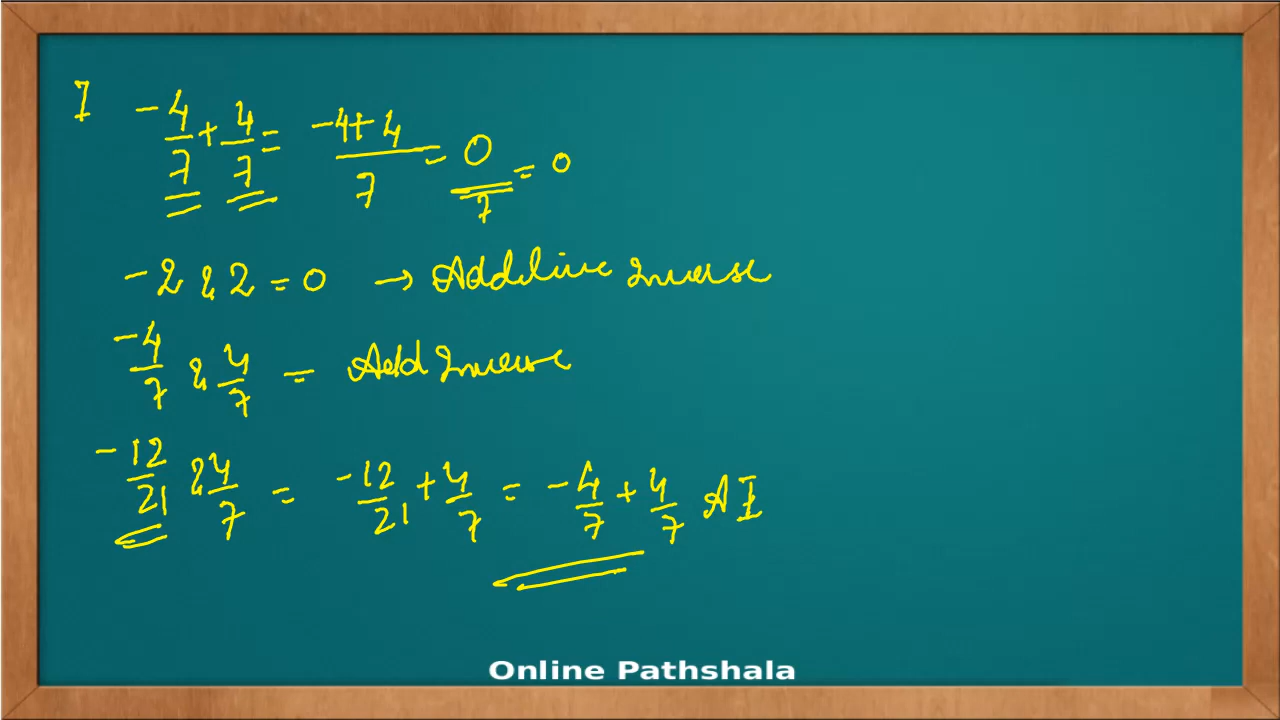 I -4/7 + 4/7 = -4+4/7 = 0/7 = 0
-2 & 2 = 0 → Additive Inverse
-4/7 & 4/7 = Add Inverse
-12/21 & 4/7 = -12/21 + 4/7 = -4/7 + 4/7 AI
Online Pathshala